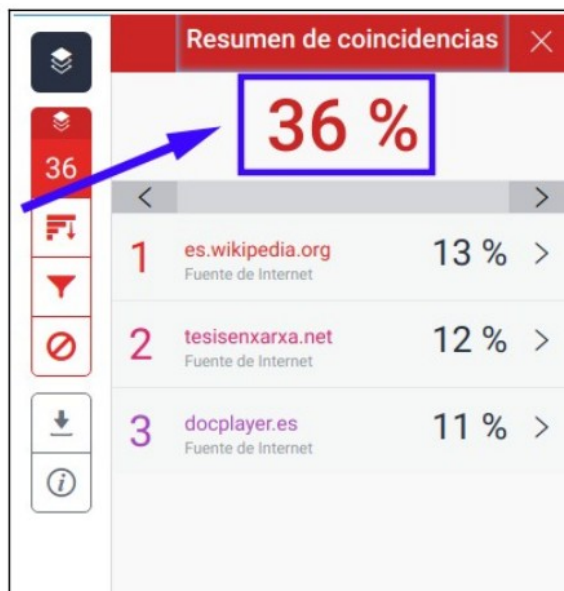 Resumen de coincidencias
36 %
36
1 es.wikipedia.org 13 %
Fuente de Internet
2 tesisenxarxa.net 12 %
Fuente de Internet
3 docplayer.es 11 %
Fuente de Internet